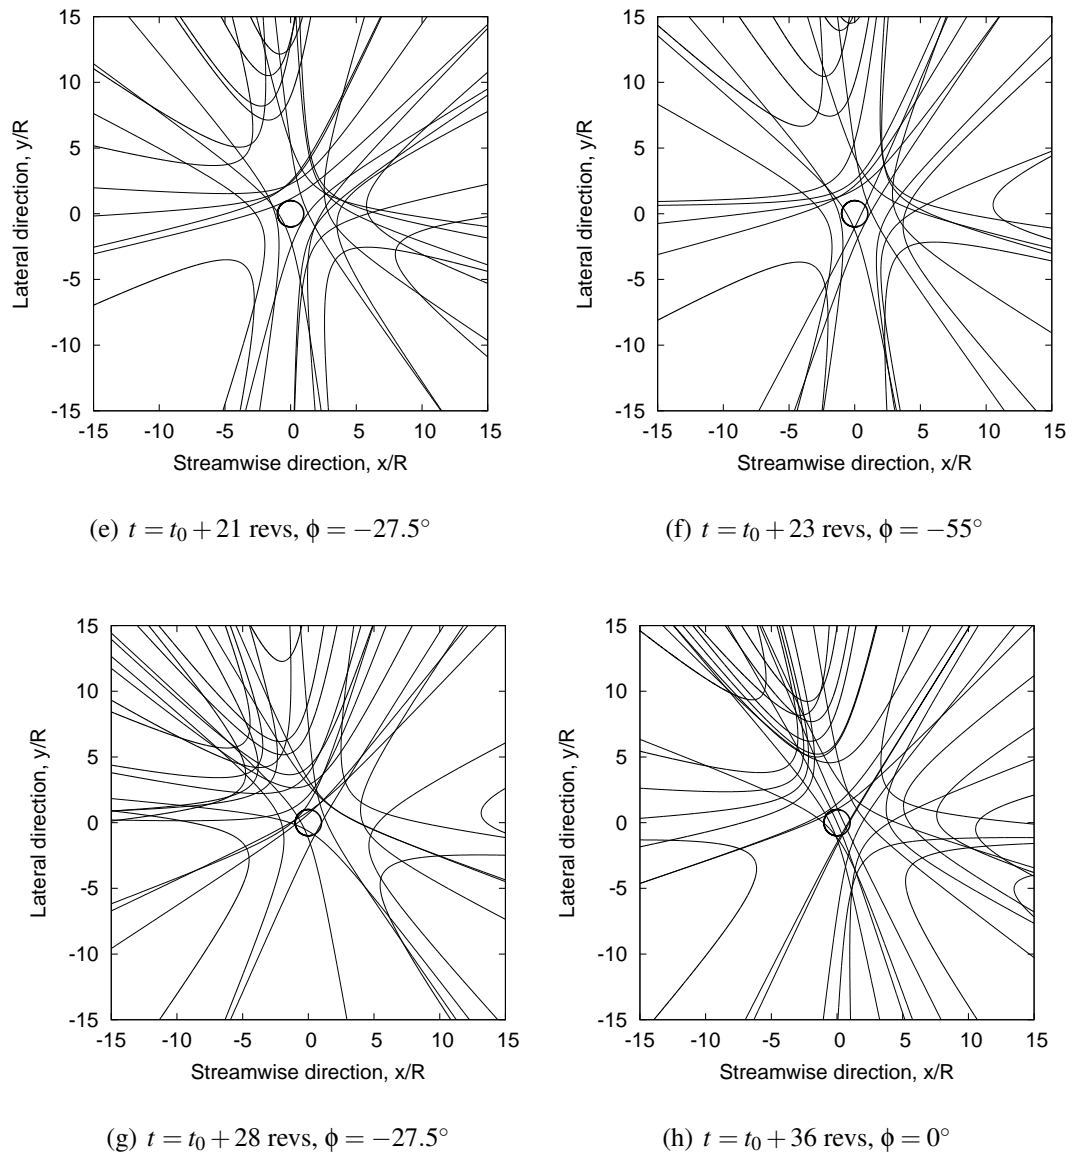 15
10
5
0
-5
-10
-15
-15 -10 -5 0 5 10 15
Lateral direction, y/R
Streamwise direction, x/R
(e) t = t0 + 21 revs, ϕ = −27.5°
15
10
5
0
-5
-10
-15
-15 -10 -5 0 5 10 15
Lateral direction, y/R
Streamwise direction, x/R
(f) t = t0 + 23 revs, ϕ = −55°
15
10
5
0
-5
-10
-15
-15 -10 -5 0 5 10 15
Lateral direction, y/R
Streamwise direction, x/R
(g) t = t0 + 28 revs, ϕ = −27.5°
15
10
5
0
-5
-10
-15
-15 -10 -5 0 5 10 15
Lateral direction, y/R
Streamwise direction, x/R
(h) t = t0 + 36 revs, ϕ = 0°